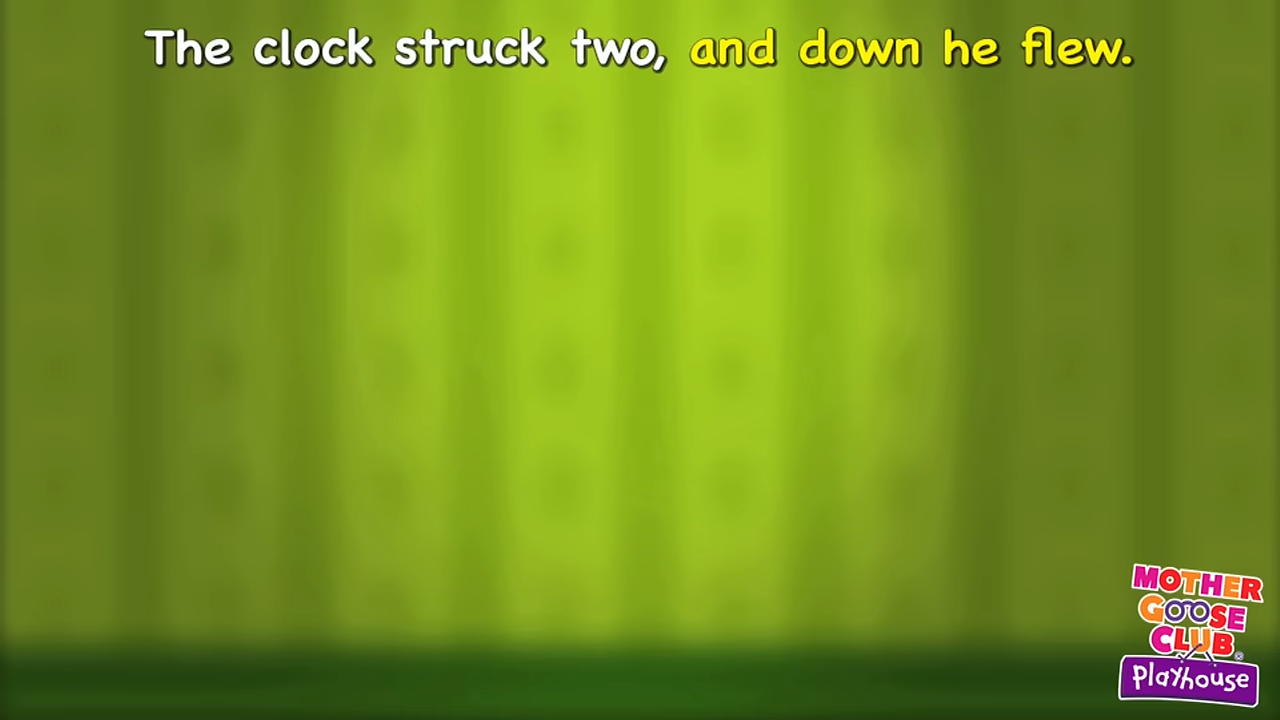 The clock struck two, and down he flew.
MOTHER
GOOSE
CLUB
Playhouse